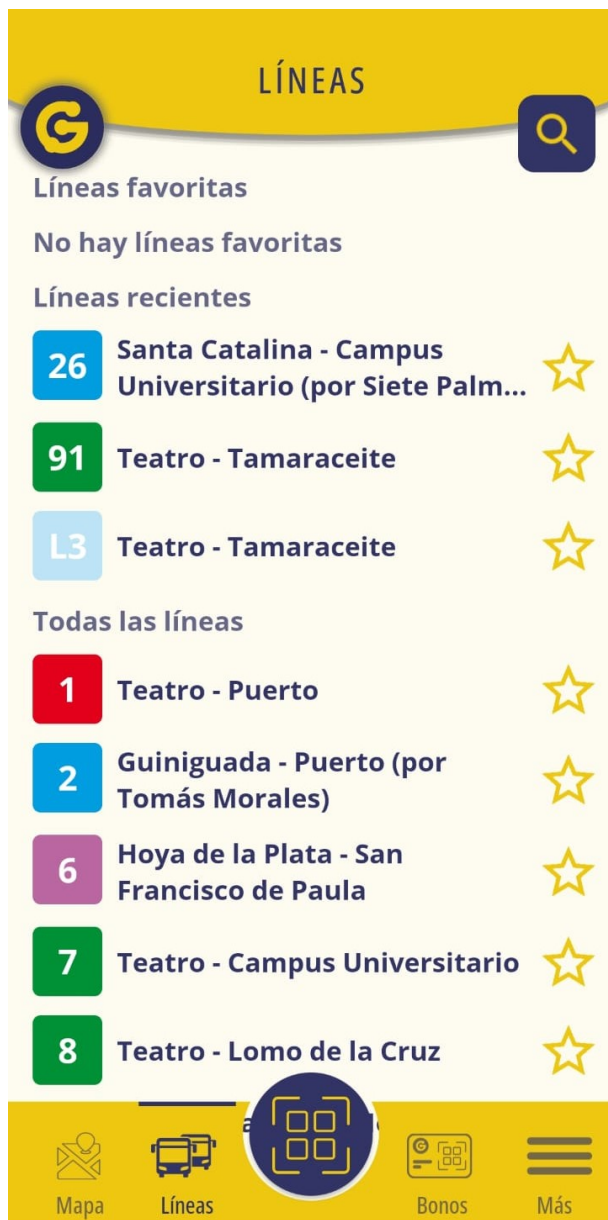 LÍNEAS
G
Líneas favoritas
No hay líneas favoritas
Líneas recientes
26
Santa Catalina - Campus
Universitario (por Siete Palm...
91
Teatro - Tamaraceite
L3
Teatro - Tamaraceite
Todas las líneas
1
Teatro - Puerto
2
Guiniguada - Puerto (por
Tomás Morales)
6
Hoya de la Plata - San
Francisco de Paula
7
Teatro - Campus Universitario
8
Teatro - Lomo de la Cruz
Mapa
Líneas
Bonos
Más